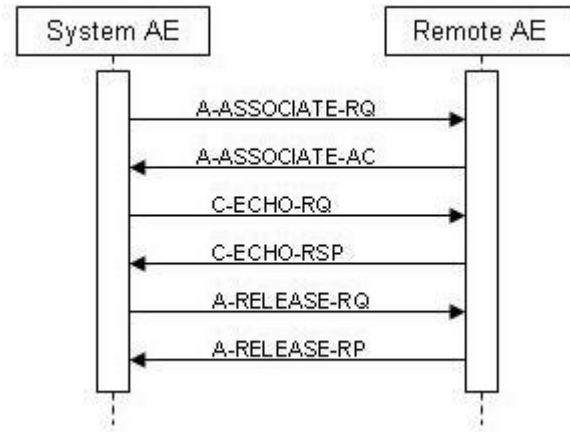 System AE
Remote AE
A-ASSOCIATE-RQ
A-ASSOCIATE-AC
C-ECHO-RQ
C-ECHO-RSP
A-RELEASE-RQ
A-RELEASE-RP